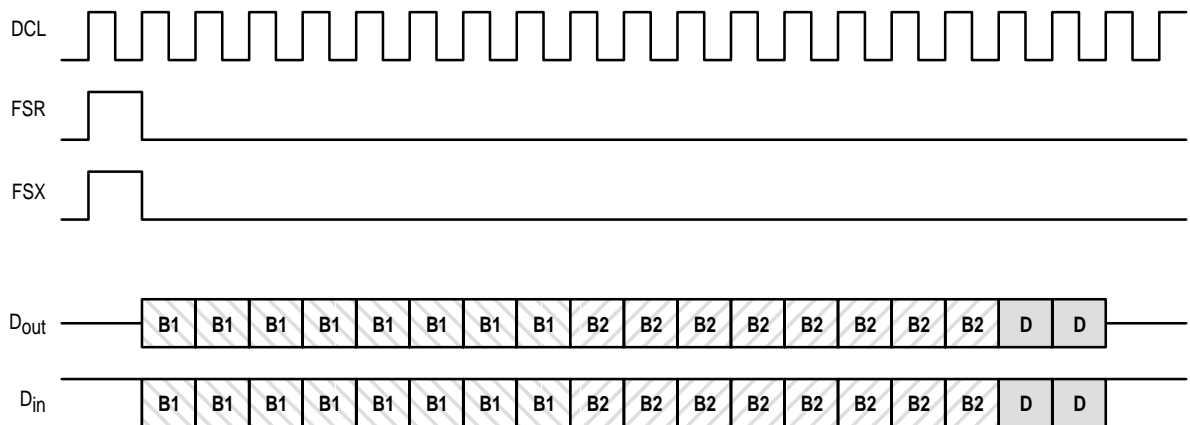 DCL
FSR
FSX
Dout B1 B1 B1 B1 B1 B1 B1 B1 B2 B2 B2 B2 B2 B2 B2 B2 D D
Din B1 B1 B1 B1 B1 B1 B1 B1 B2 B2 B2 B2 B2 B2 B2 B2 D D